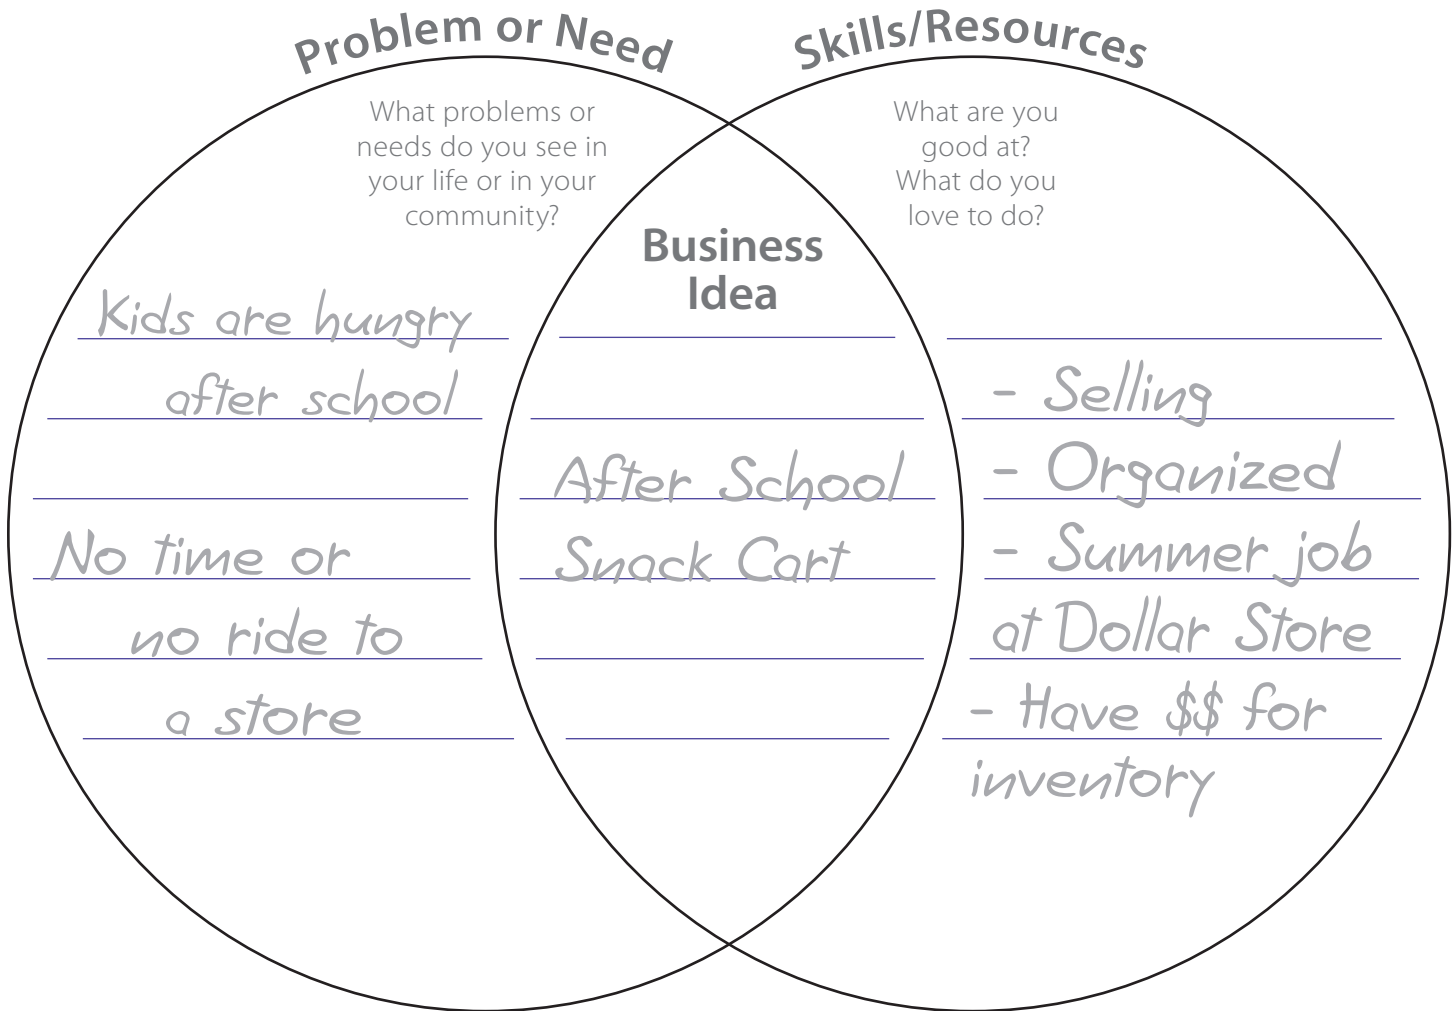 Problem or Need
What problems or
needs do you see in
your life or in your
community?
Kids are hungry
after school
No time or
no ride to
a store
Business
Idea
After School
Snack Cart
Skills/Resources
What are you
good at?
What do you
love to do?
- Selling
- Organized
- Summer job
at Dollar Store
- Have $$ for
inventory